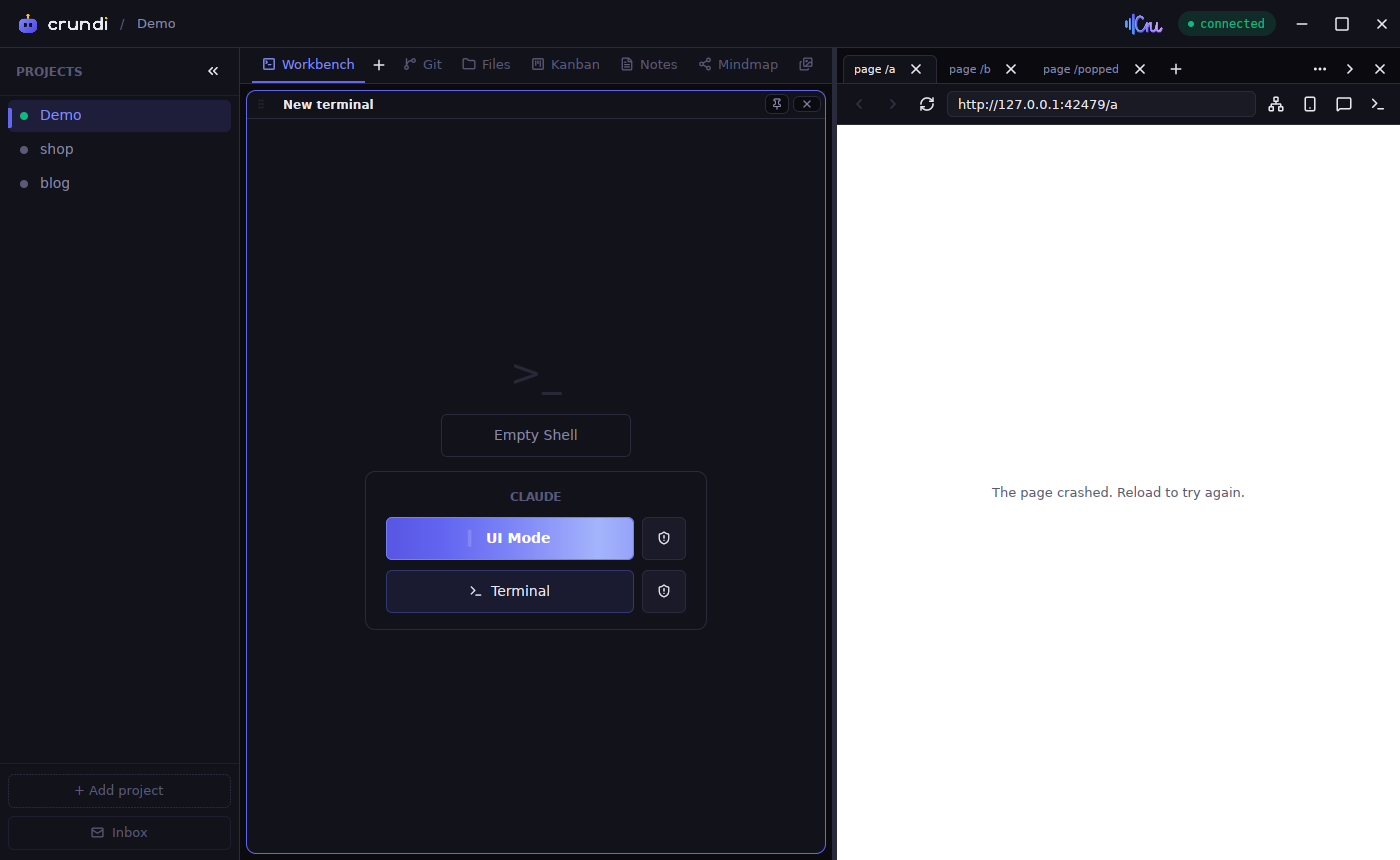 crundi / Demo
Cru
connected
PROJECTS
Demo
shop
blog
+ Add project
Inbox
Workbench
Git
Files
Kanban
Notes
Mindmap
New terminal
>_
Empty Shell
CLAUDE
UI Mode
Terminal
page /a
page /b
page /popped
http://127.0.0.1:42479/a
The page crashed. Reload to try again.